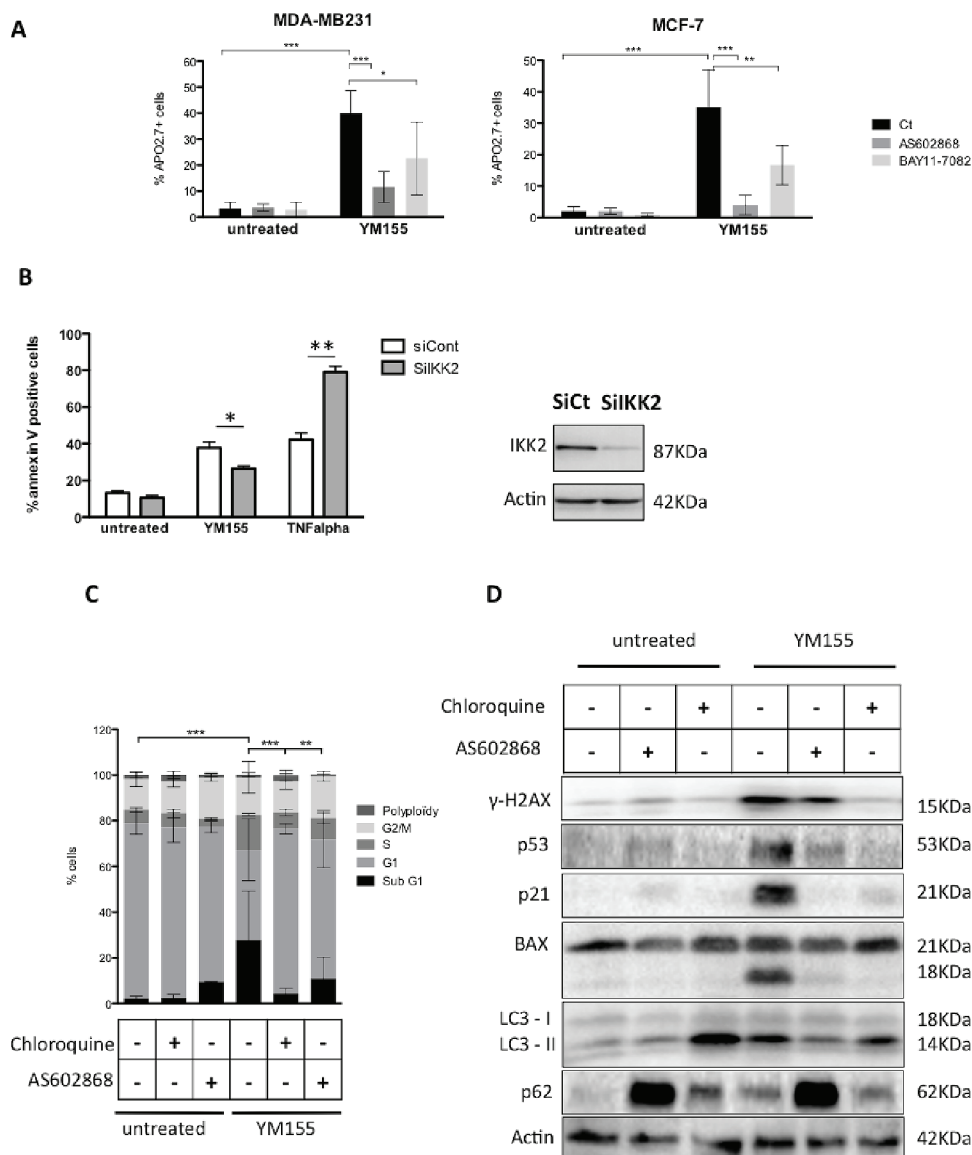 A
MDA-MB231
***
***
*
% APO2.7+ cells
60
50
40
30
20
10
0
untreated
YM155
MCF-7
***
***
**
% APO2.7+ cells
50
40
30
20
10
0
untreated
YM155
Ct
AS602868
BAY11-7082
B
% annexin V positive cells
100
80
60
40
20
0
*
**
untreated
YM155
TNFalpha
siCont
SiIKK2
SiCt SiIKK2
IKK2 87KDa
Actin 42KDa
C
% cells
120
100
80
60
40
20
0
***
***
**
Polyploïdy
G2/M
S
G1
Sub G1
Chloroquine - + - - + -
AS602868 - - + - - +
untreated YM155
D
untreated YM155
Chloroquine - - + - - +
AS602868 - + - - + -
γ-H2AX 15KDa
p53 53KDa
p21 21KDa
BAX 21KDa
18KDa
LC3 - I 18KDa
LC3 - II 14KDa
p62 62KDa
Actin 42KDa